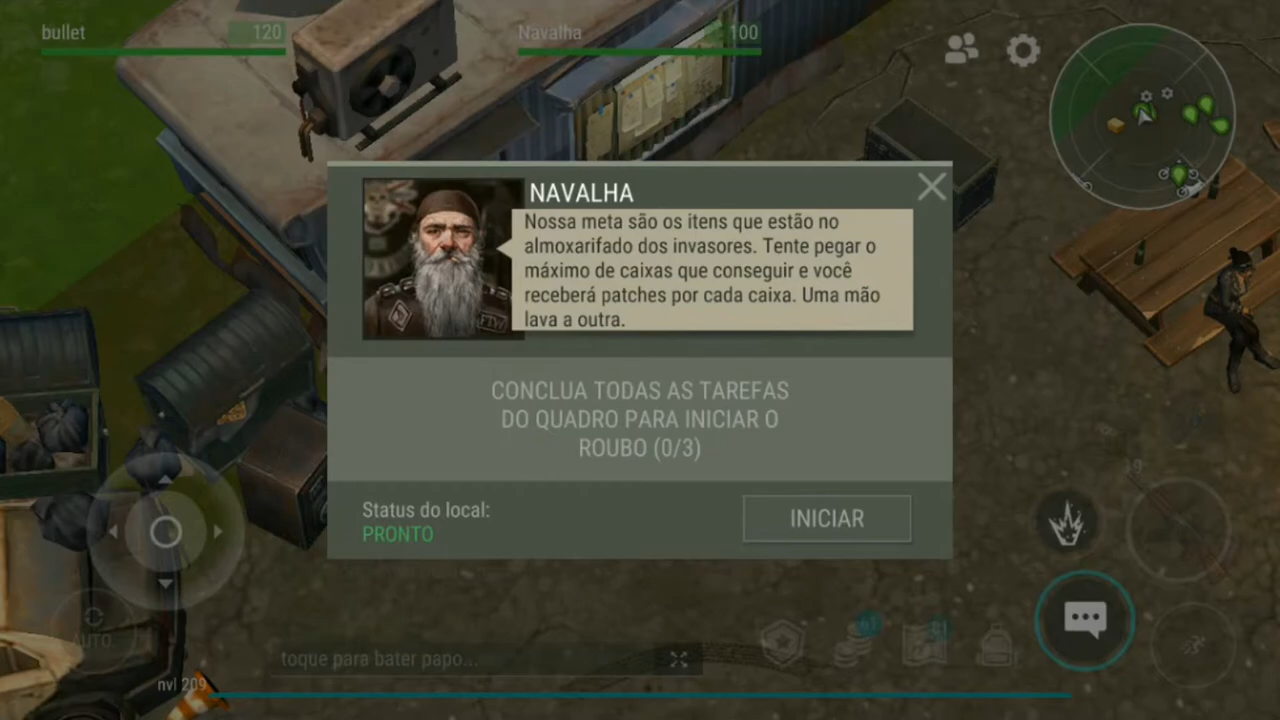 bullet 120
Navalha 100
NAVALHA
Nossa meta são os itens que estão no
almoxarifado dos invasores. Tente pegar o
máximo de caixas que conseguir e você
receberá patches por cada caixa. Uma mão
lava a outra.
FTW
CONCLUA TODAS AS TAREFAS
DO QUADRO PARA INICIAR O
ROUBO (0/3)
Status do local:
PRONTO
INICIAR
AUTO
toque para bater papo...
nvl 209